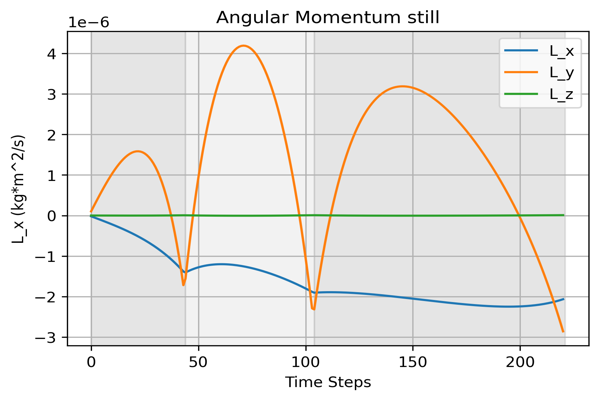 Angular Momentum still
1e−6
L_x
L_y
L_z
4
3
2
1
0
−1
−2
−3
L_x (kg*m^2/s)
0 50 100 150 200
Time Steps